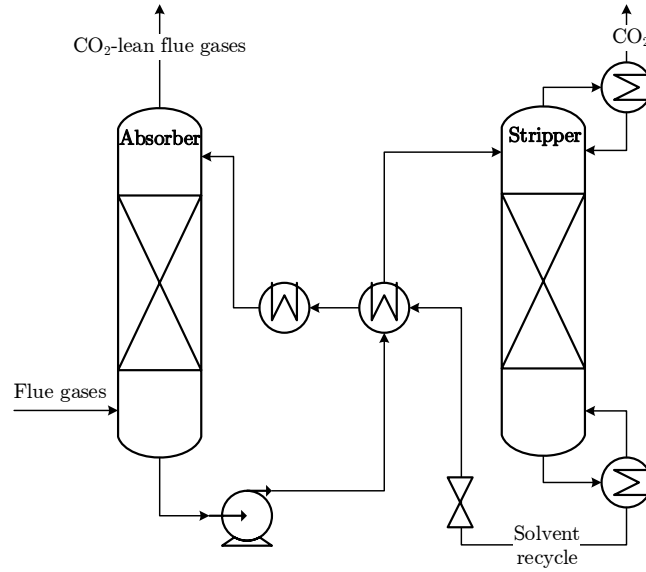 CO₂-lean flue gases
CO₂
Absorber
Stripper
Flue gases
Solvent
recycle